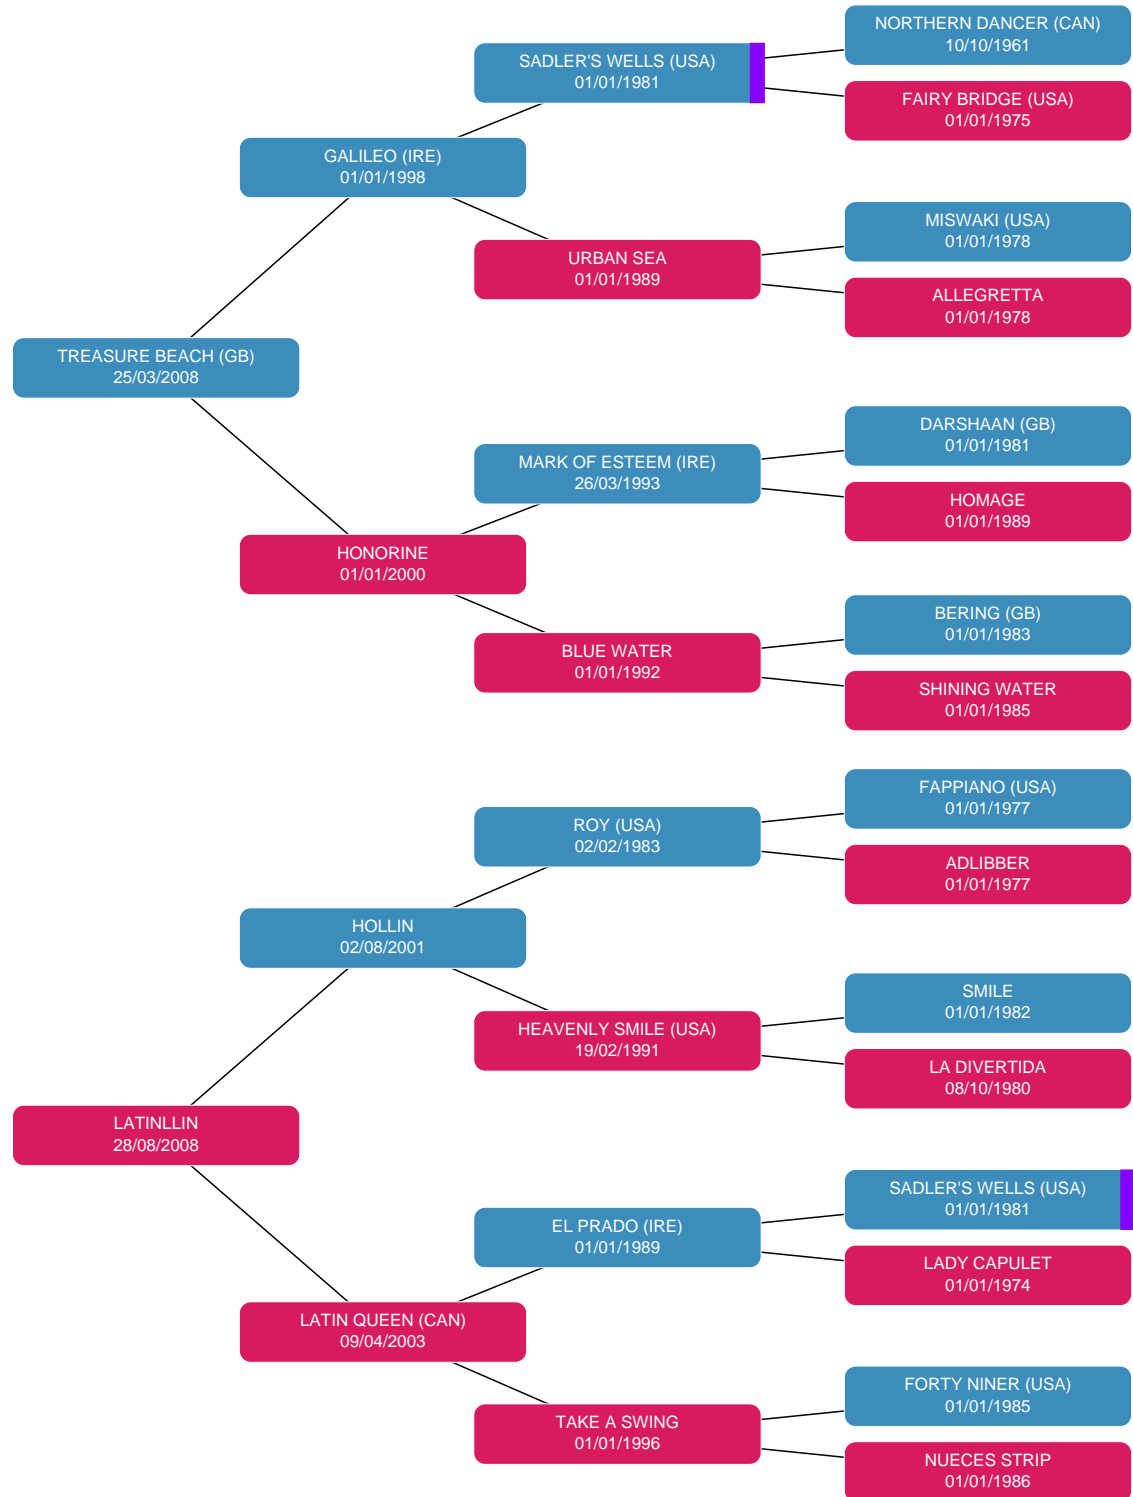 NORTHERN DANCER (CAN)
10/10/1961
SADLER'S WELLS (USA)
01/01/1981
FAIRY BRIDGE (USA)
01/01/1975
GALILEO (IRE)
01/01/1998
MISWAKI (USA)
01/01/1978
URBAN SEA
01/01/1989
ALLEGRETTA
01/01/1978
TREASURE BEACH (GB)
25/03/2008
DARSHAAN (GB)
01/01/1981
MARK OF ESTEEM (IRE)
26/03/1993
HOMAGE
01/01/1989
HONORINE
01/01/2000
BERING (GB)
01/01/1983
BLUE WATER
01/01/1992
SHINING WATER
01/01/1985
FAPPIANO (USA)
01/01/1977
ROY (USA)
02/02/1983
ADLIBBER
01/01/1977
HOLLIN
02/08/2001
SMILE
01/01/1982
HEAVENLY SMILE (USA)
19/02/1991
LA DIVERTIDA
08/10/1980
LATINLLIN
28/08/2008
SADLER'S WELLS (USA)
01/01/1981
EL PRADO (IRE)
01/01/1989
LADY CAPULET
01/01/1974
LATIN QUEEN (CAN)
09/04/2003
FORTY NINER (USA)
01/01/1985
TAKE A SWING
01/01/1996
NUECES STRIP
01/01/1986